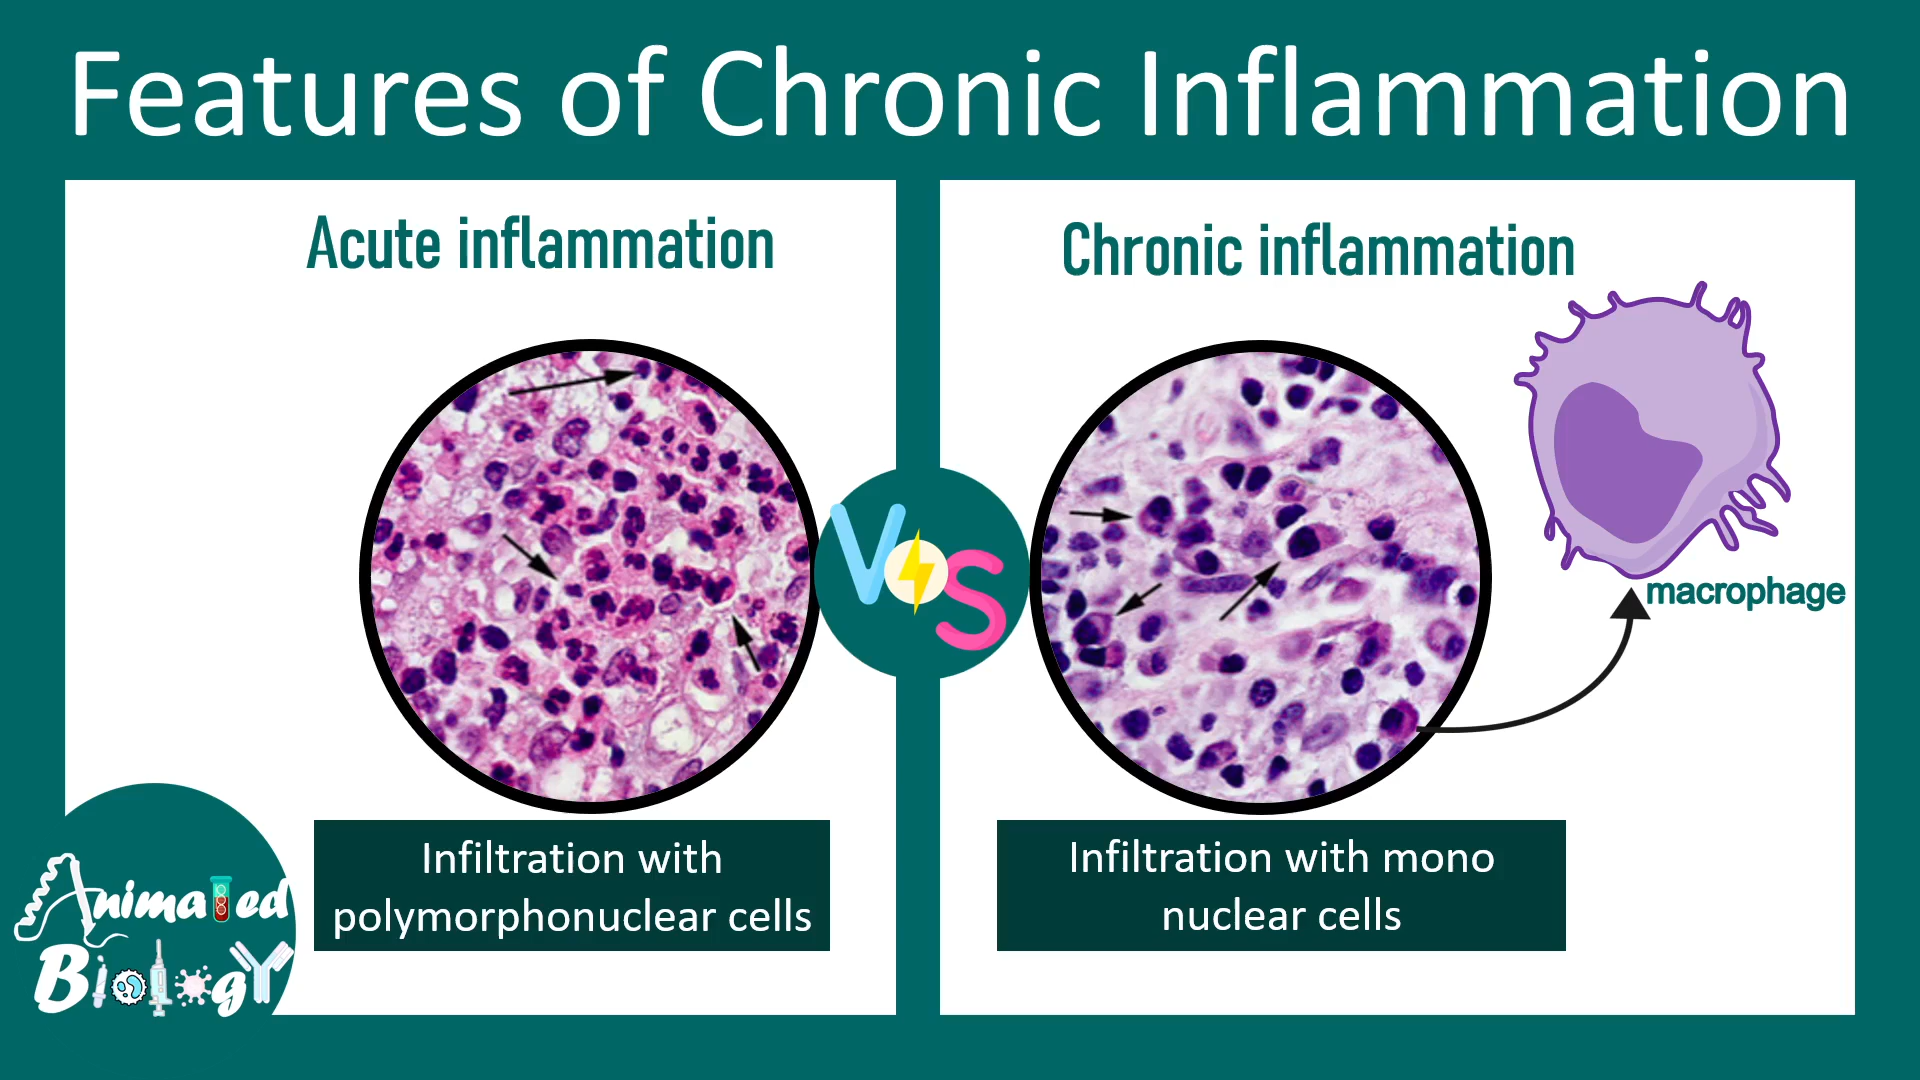 Features of Chronic Inflammation
Acute inflammation
Chronic inflammation
VS
macrophage
Infiltration with
polymorphonuclear cells
Infiltration with mono
nuclear cells
Animated
Biology